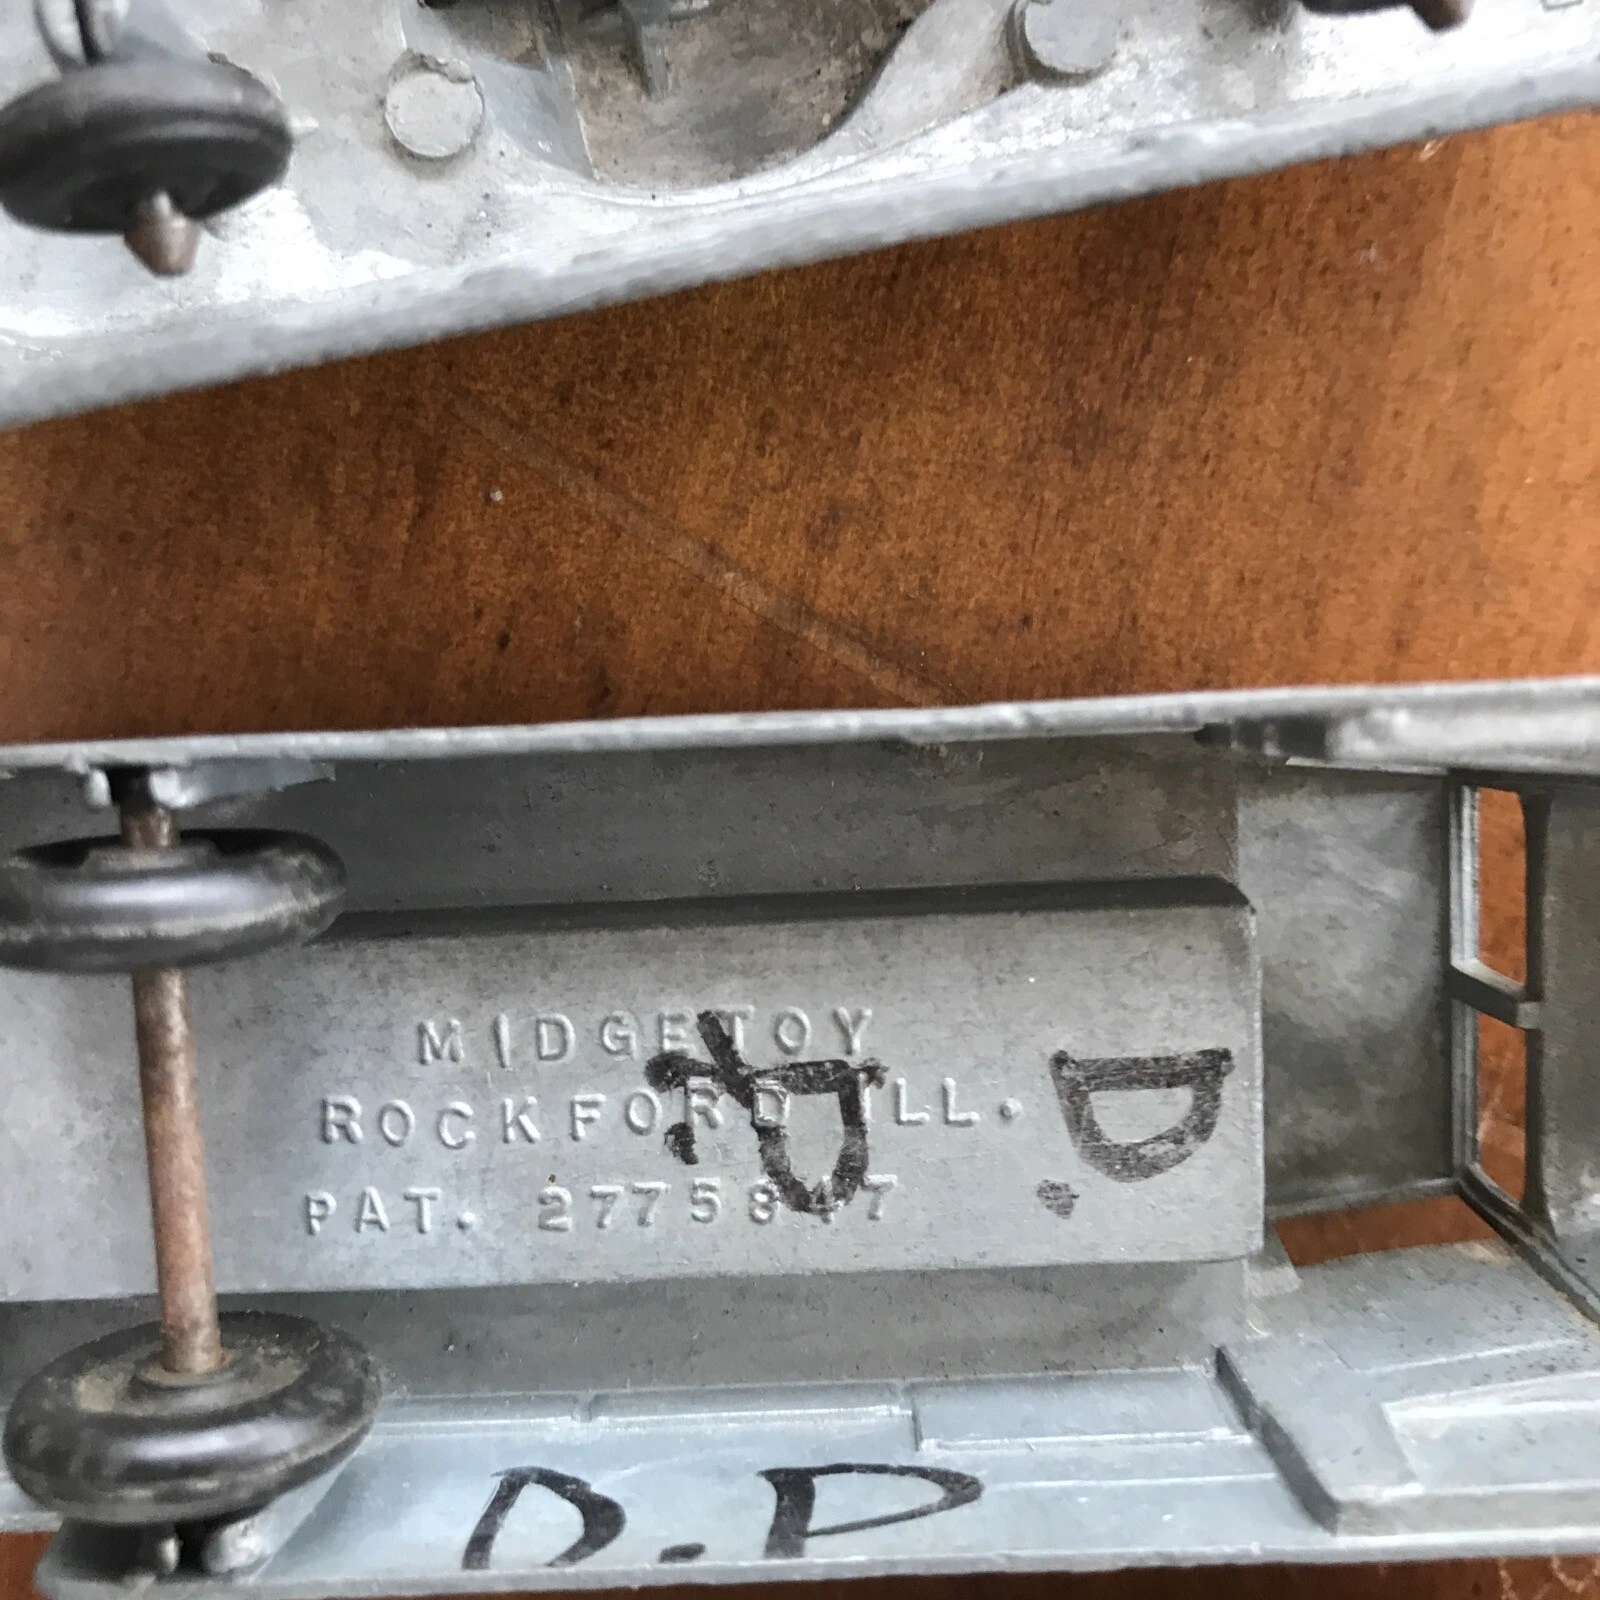 MIDGETOY
ROCKFORD ILL.
PAT. 2775847
D.P